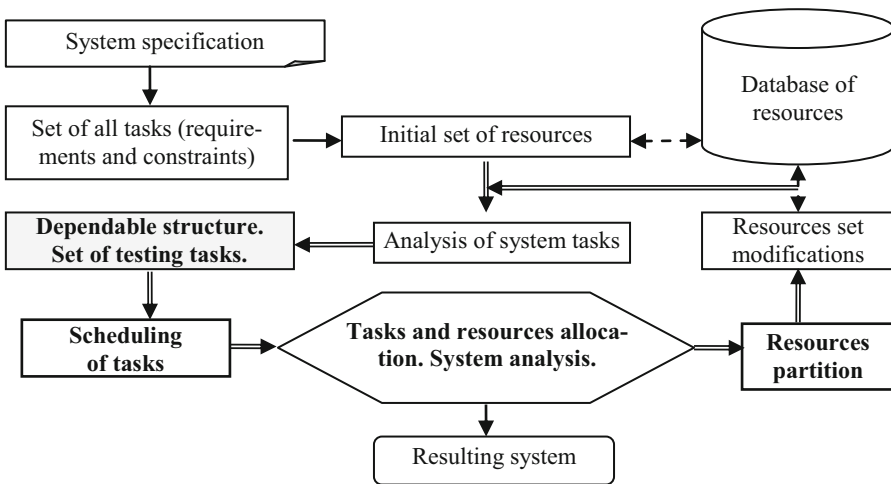 System specification
Database of
resources
Set of all tasks (require-
ments and constraints)
Initial set of resources
Dependable structure.
Set of testing tasks.
Analysis of system tasks
Resources set
modifications
Scheduling
of tasks
Tasks and resources alloca-
tion. System analysis.
Resources
partition
Resulting system